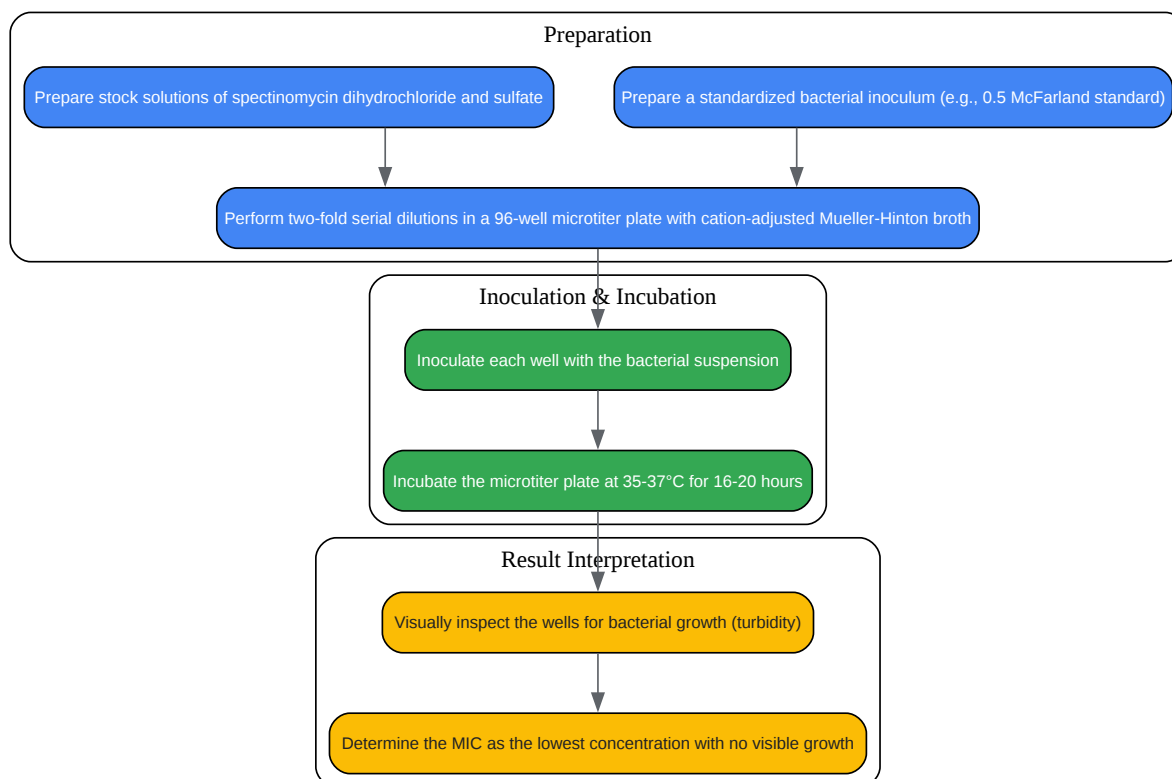 Preparation
Prepare stock solutions of spectinomycin dihydrochloride and sulfate
Prepare a standardized bacterial inoculum (e.g., 0.5 McFarland standard)
Perform two-fold serial dilutions in a 96-well microtiter plate with cation-adjusted Mueller-Hinton broth
Inoculation & Incubation
Inoculate each well with the bacterial suspension
Incubate the microtiter plate at 35-37°C for 16-20 hours
Result Interpretation
Visually inspect the wells for bacterial growth (turbidity)
Determine the MIC as the lowest concentration with no visible growth